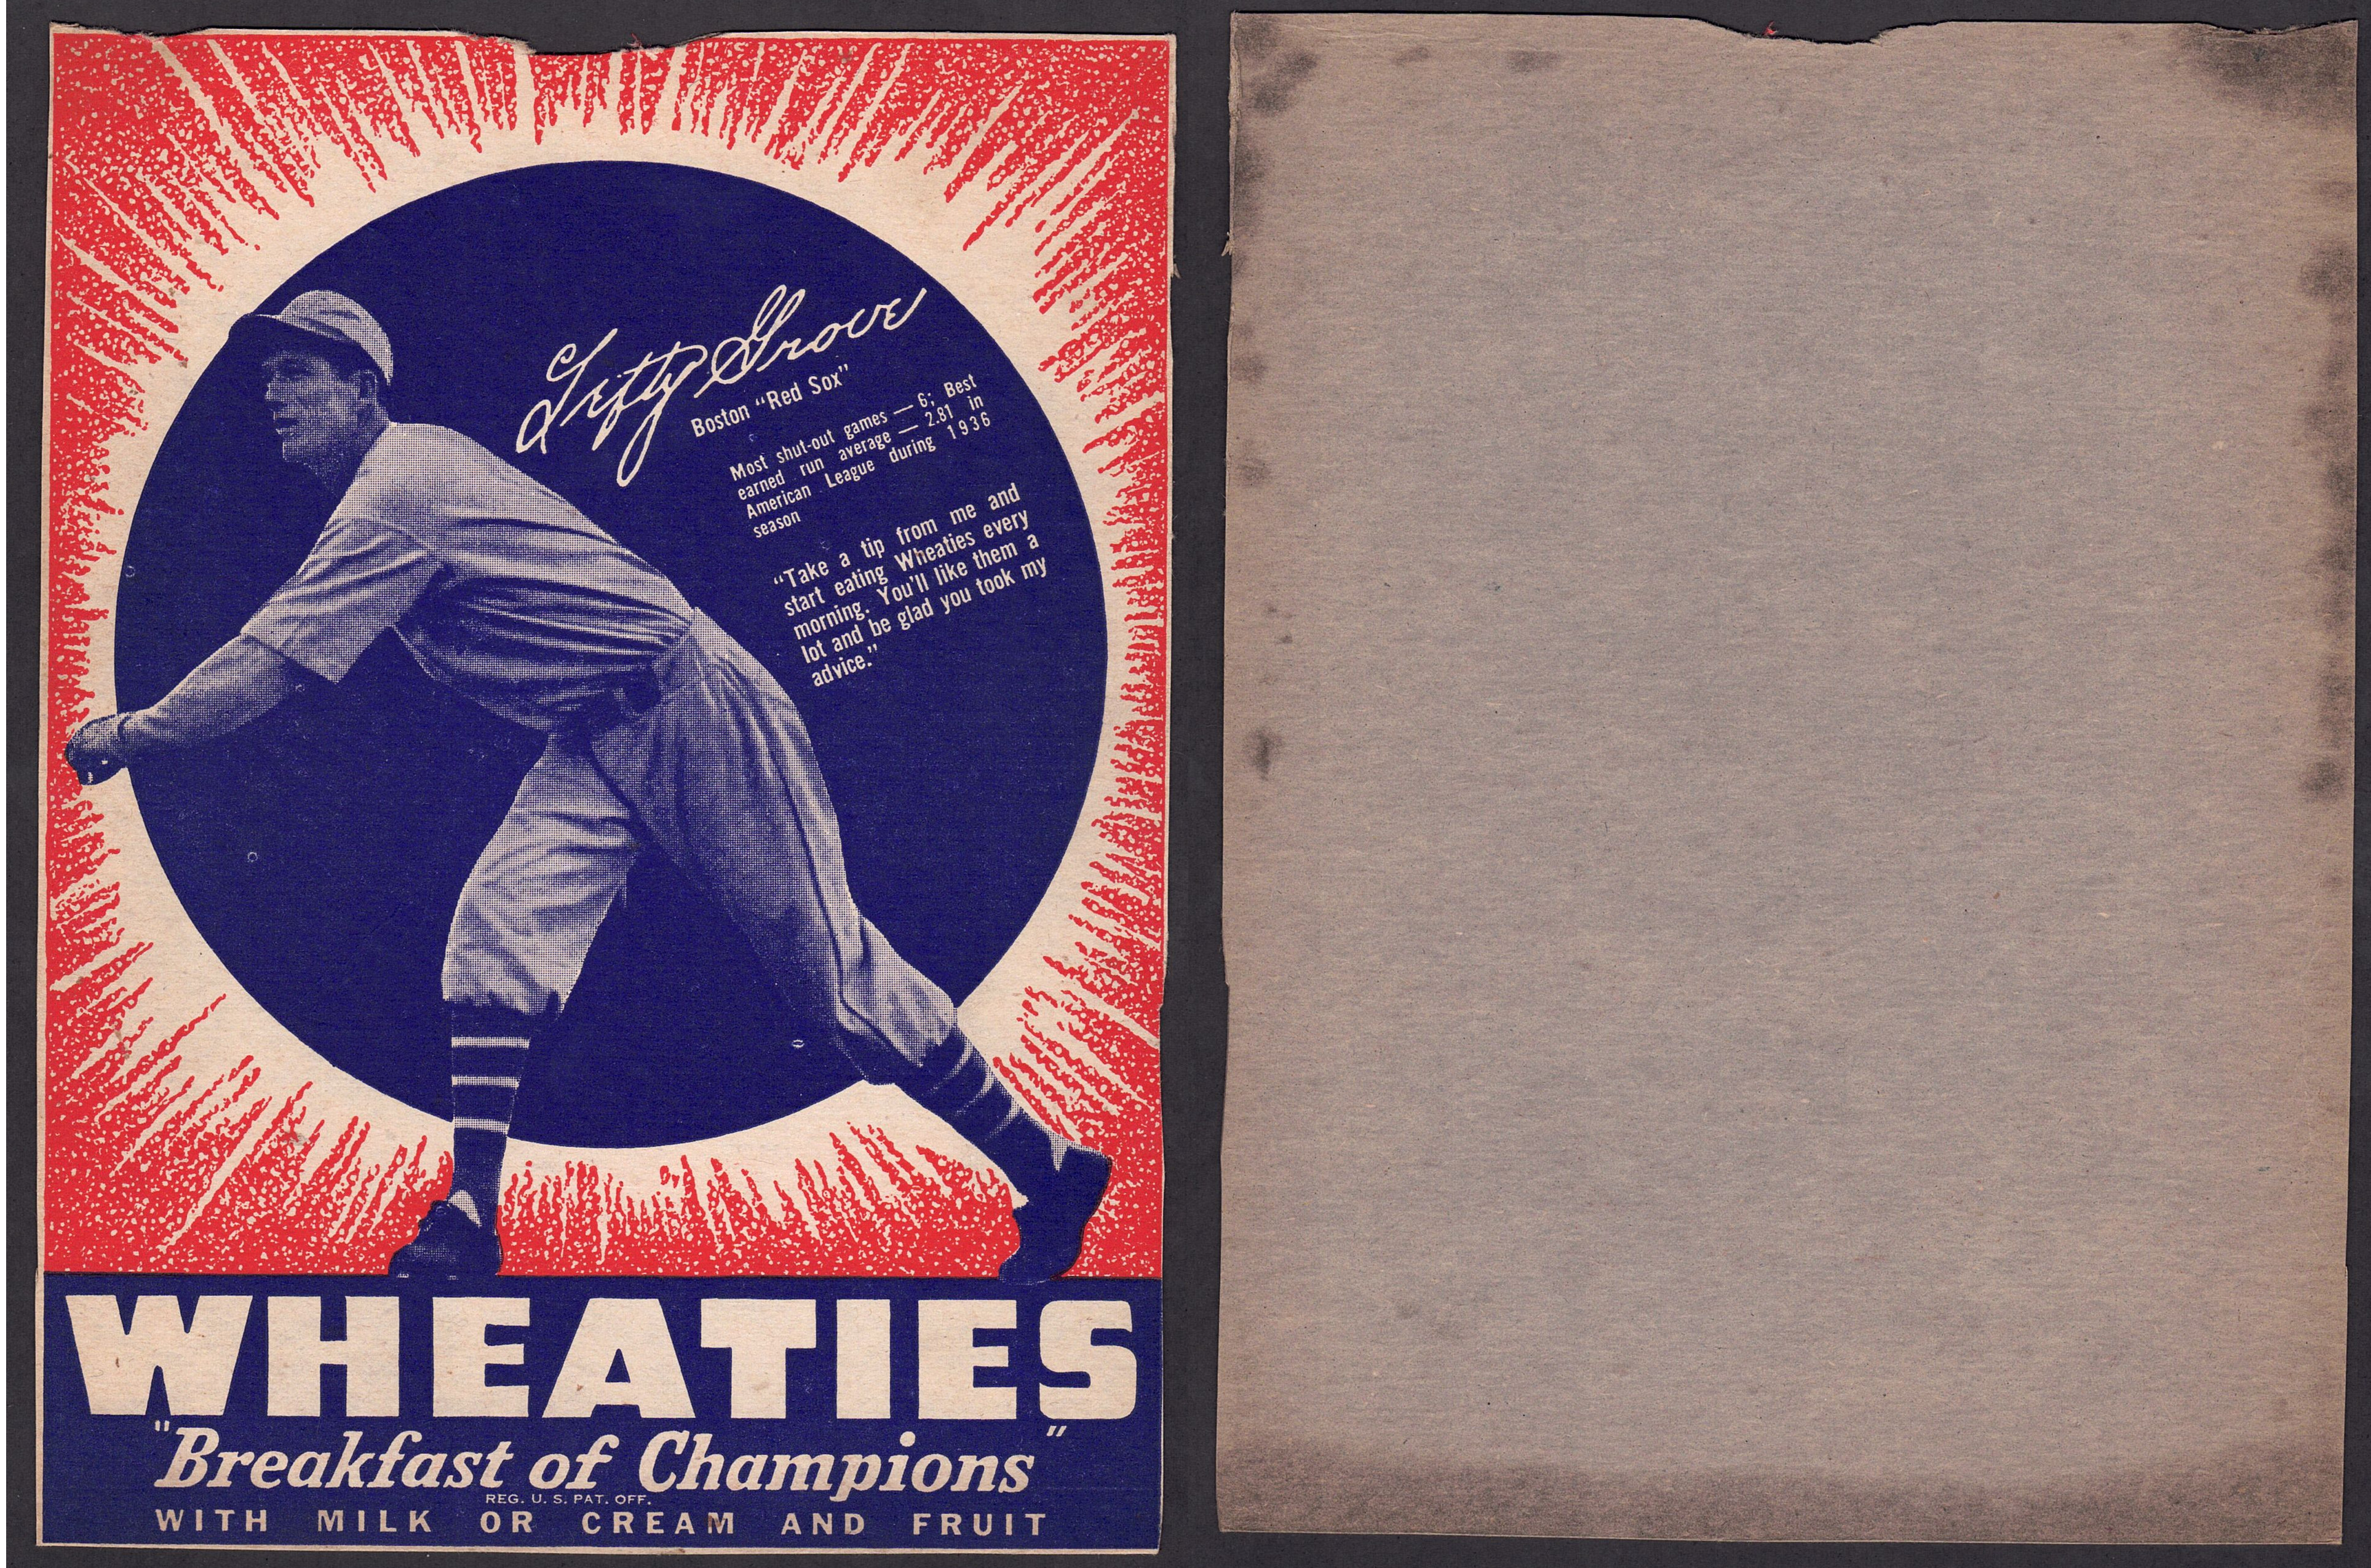 Lefty Grove
Boston "Red Sox"
Most shut-out games — 6; Best
earned run average — 2.81 in
American League during 1936
season
"Take a tip from me and
start eating Wheaties every
morning. You'll like them a
lot and be glad you took my
advice."
WHEATIES
"Breakfast of Champions"
REG. U. S. PAT. OFF.
WITH MILK OR CREAM AND FRUIT